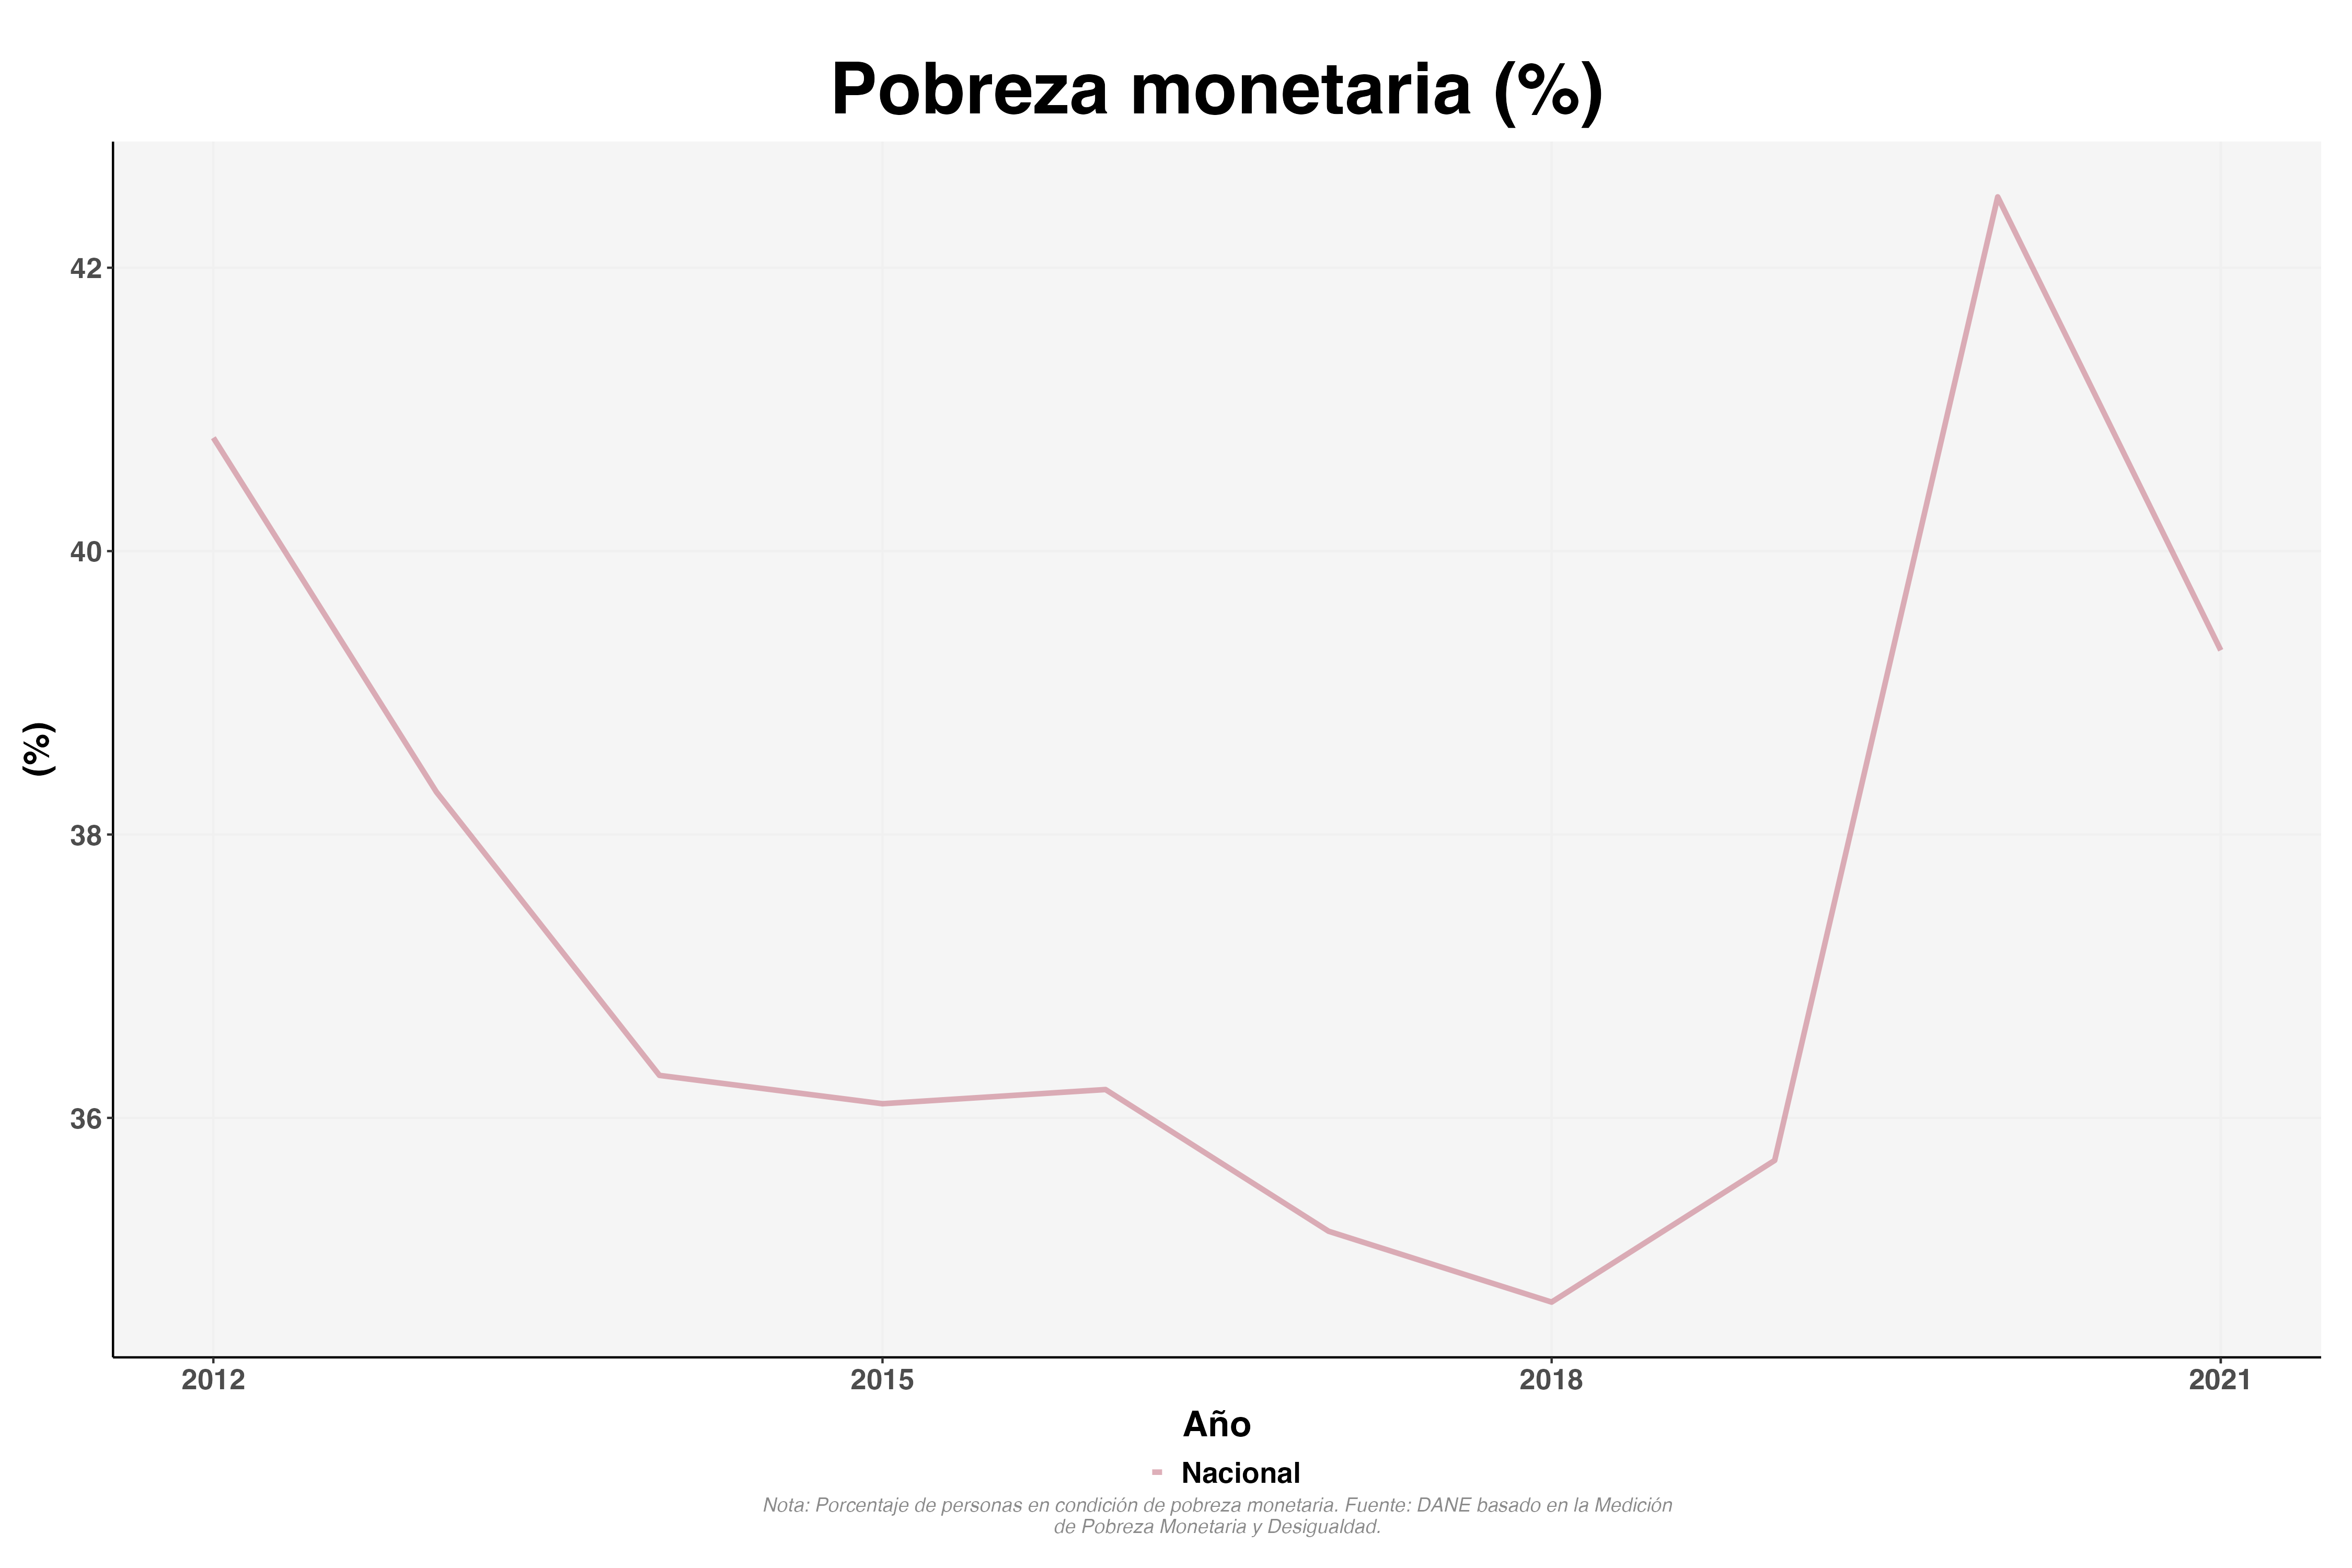 Pobreza monetaria (%)
(%)
42
40
38
36
2012
2015
2018
2021
Año
Nacional
Nota: Porcentaje de personas en condición de pobreza monetaria. Fuente: DANE basado en la Medición
de Pobreza Monetaria y Desigualdad.